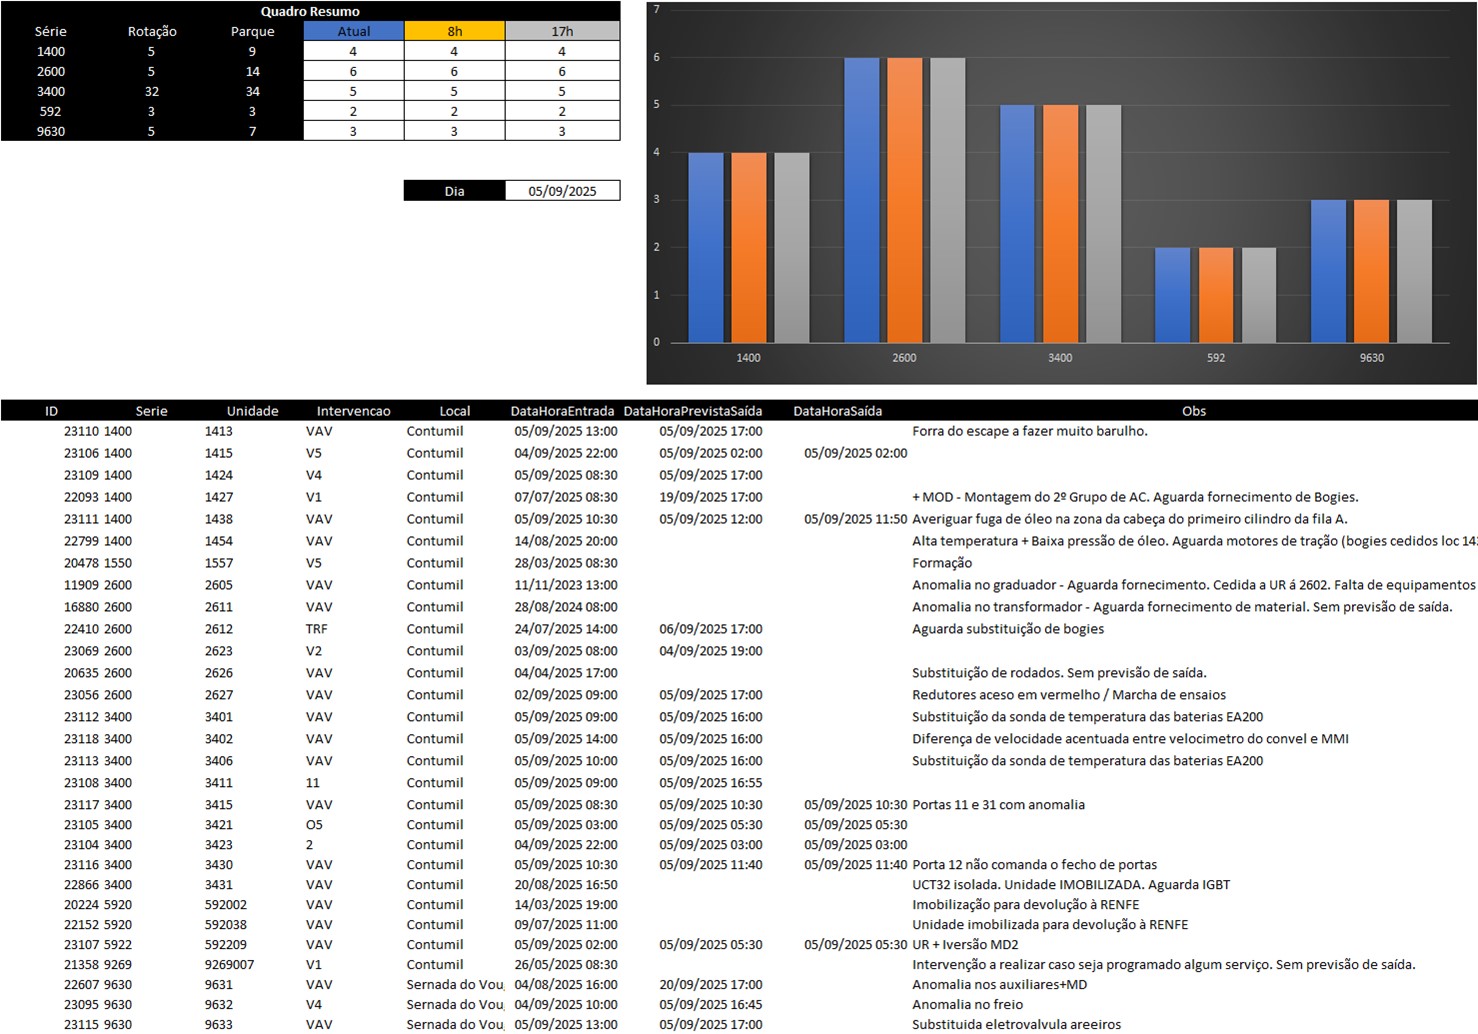 Quadro Resumo
Série Rotação Parque Atual 8h 17h
1400 5 9 4 4 4
2600 5 14 6 6 6
3400 32 34 5 5 5
592 3 3 2 2 2
9630 5 7 3 3 3
Dia 05/09/2025
7
6
5
4
3
2
1
0
1400 2600 3400 592 9630
ID Serie Unidade Intervencao Local DataHoraEntrada DataHoraPrevistaSaída DataHoraSaída Obs
23110 1400 1413 VAV Contumil 05/09/2025 13:00 05/09/2025 17:00 Forra do escape a fazer muito barulho.
23106 1400 1415 V5 Contumil 04/09/2025 22:00 05/09/2025 02:00 05/09/2025 02:00
23109 1400 1424 V4 Contumil 05/09/2025 08:30 05/09/2025 17:00
22093 1400 1427 V1 Contumil 07/07/2025 08:30 19/09/2025 17:00 + MOD - Montagem do 2º Grupo de AC. Aguarda fornecimento de Bogies.
23111 1400 1438 VAV Contumil 05/09/2025 10:30 05/09/2025 12:00 05/09/2025 11:50 Averiguar fuga de óleo na zona da cabeça do primeiro cilindro da fila A.
22799 1400 1454 VAV Contumil 14/08/2025 20:00 Alta temperatura + Baixa pressão de óleo. Aguarda motores de tração (bogies cedidos loc
20478 1550 1557 V5 Contumil 28/03/2025 08:30 Formação
11909 2600 2605 VAV Contumil 11/11/2023 13:00 Anomalia no graduador - Aguarda fornecimento. Cedida a UR á 2602. Falta de equipamentos
16880 2600 2611 VAV Contumil 28/08/2024 08:00 Anomalia no transformador - Aguarda fornecimento de material. Sem previsão de saída.
22410 2600 2612 TRF Contumil 24/07/2025 14:00 06/09/2025 17:00 Aguarda substituição de bogies
23069 2600 2623 V2 Contumil 03/09/2025 08:00 04/09/2025 19:00
20635 2600 2626 VAV Contumil 04/04/2025 17:00 Substituição de rodados. Sem previsão de saída.
23056 2600 2627 VAV Contumil 02/09/2025 09:00 05/09/2025 17:00 Redutores aceso em vermelho / Marcha de ensaios
23112 3400 3401 VAV Contumil 05/09/2025 09:00 05/09/2025 16:00 Substituição da sonda de temperatura das baterias EA200
23118 3400 3402 VAV Contumil 05/09/2025 14:00 05/09/2025 16:00 Diferença de velocidade acentuada entre velocimetro do convel e MMI
23113 3400 3406 VAV Contumil 05/09/2025 10:00 05/09/2025 16:00 Substituição da sonda de temperatura das baterias EA200
23108 3400 3411 11 Contumil 05/09/2025 09:00 05/09/2025 16:55
23117 3400 3415 VAV Contumil 05/09/2025 08:30 05/09/2025 10:30 05/09/2025 10:30 Portas 11 e 31 com anomalia
23105 3400 3421 O5 Contumil 05/09/2025 03:00 05/09/2025 05:30 05/09/2025 05:30
23104 3400 3423 2 Contumil 04/09/2025 22:00 05/09/2025 03:00 05/09/2025 03:00
23116 3400 3430 VAV Contumil 05/09/2025 10:30 05/09/2025 11:40 05/09/2025 11:40 Porta 12 não comanda o fecho de portas
22866 3400 3431 VAV Contumil 20/08/2025 16:50 UCT32 isolada. Unidade IMOBILIZADA. Aguarda IGBT
20224 5920 592002 VAV Contumil 14/03/2025 19:00 Imobilização para devolução à RENFE
22152 5920 592038 VAV Contumil 09/07/2025 11:00 Unidade imobilizada para devolução à RENFE
23107 5922 592209 VAV Contumil 05/09/2025 02:00 05/09/2025 05:30 05/09/2025 05:30 UR + Iversão MD2
21358 9269 9269007 V1 Contumil 26/05/2025 08:30 Intervenção a realizar caso seja programado algum serviço. Sem previsão de saída.
22607 9630 9631 VAV Sernada do Vou 04/08/2025 16:00 20/09/2025 17:00 Anomalia nos auxiliares+MD
23095 9630 9632 V4 Sernada do Vou 04/09/2025 10:00 05/09/2025 16:45 Anomalia no freio
23115 9630 9633 VAV Sernada do Vou 05/09/2025 13:00 05/09/2025 17:00 Substituida eletrovalvula areeiros